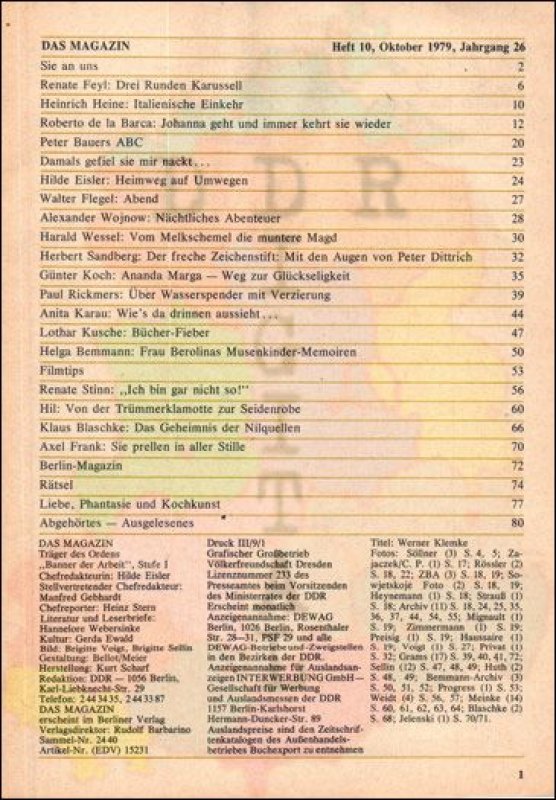 DAS MAGAZIN Heft 10, Oktober 1979, Jahrgang 26
Sie an uns 2
Renate Feyl: Drei Runden Karussell 6
Heinrich Heine: Italienische Einkehr 10
Roberto de la Barca: Johanna geht und immer kehrt sie wieder 12
Peter Bauers ABC 20
Damals gefiel sie mir nackt... 23
Hilde Eisler: Heimweg auf Umwegen 24
Walter Flegel: Abend 27
Alexander Wojnow: Nächtliches Abenteuer 28
Harald Wessel: Vom Melkschemel die muntere Magd 30
Herbert Sandberg: Der freche Zeichenstift: Mit den Augen von Peter Dittrich 32
Günter Koch: Ananda Marga — Weg zur Glückseligkeit 35
Paul Rickmers: Über Wasserspender mit Verzierung 39
Anita Karau: Wie's da drinnen aussieht... 44
Lothar Kusche: Bücher-Fieber 47
Helga Bemmann: Frau Berolinas Musenkinder-Memoiren 50
Filmtips 53
Renate Stinn: „Ich bin gar nicht so!" 56
Hil: Von der Trümmerklamotte zur Seidenrobe 60
Klaus Blaschke: Das Geheimnis der Nilquellen 66
Axel Frank: Sie prellen in aller Stille 70
Berlin-Magazin 72
Rätsel 74
Liebe, Phantasie und Kochkunst 77
Abgehörtes — Ausgelesenes 80
DAS MAGAZIN
Träger des Ordens
„Banner der Arbeit", Stufe I
Chefredakteurin: Hilde Eisler
Stellvertretender Chefredakteur:
Manfred Gebhardt
Chefreporter: Heinz Stern
Literatur und Leserbriefe:
Hannelore Webersinke
Kultur: Gerda Ewald
Bild: Brigitte Voigt, Brigitte Sellin
Gestaltung: Bellot/Meier
Herstellung: Kurt Scharf
Redaktion: DDR — 1056 Berlin,
Karl-Liebknecht-Str. 29
Telefon: 2 44 34 35, 2 44 33 87
DAS MAGAZIN
erscheint im Berliner Verlag
Verlagsdirektor: Rudolf Barbarino
Sammel-Nr. 24 40
Artikel-Nr. (EDV) 15231
Druck III/9/1
Grafischer Großbetrieb
Völkerfreundschaft Dresden
Lizenznummer 233 des
Presseamtes beim Vorsitzenden
des Ministerrates der DDR
Erscheint monatlich
Anzeigenannahme: DEWAG
Berlin, 1026 Berlin, Rosenthaler
Str. 28—31, PSF 29 und alle
DEWAG-Betriebe und -Zweigstellen
in den Bezirken der DDR.
Anzeigenannahme für Auslandsan-
zeigen INTERWERBUNG GmbH —
Gesellschaft für Werbung
und Auslandsmessen der DDR
1157 Berlin-Karlshorst
Hermann-Duncker-Str. 89
Auslandspreise sind den Zeitschrif-
tenkatalogen des Außenhandels-
betriebes Buchexport zu entnehmen
Titel: Werner Klemke
Fotos: Söllner (3) S. 4, 5; Za-
jaczek/C. P. (1) S. 17; Rössler (2)
S. 18, 22; ZBA (3) S. 18, 19; So-
wjetskoje Foto (2) S. 18, 19;
Heynemann (1) S. 18; Strauß (1)
S. 18; Archiv (11) S. 18, 24, 25, 35,
36, 37, 44, 54, 55; Mignault (1)
S. 19; Zimmermann (1) S. 19;
Preisig (1) S. 19; Haussaire (1)
S. 19; Voigt (1) S. 27; Privat (1)
S. 32; Grams (17) S. 39, 40, 41, 72;
Sellin (12) S. 47, 48, 49; Huth (2)
S. 48, 49; Bemmann-Archiv (3)
S. 50, 51, 52; Progress (1) S. 53;
Weidt (4) S. 56, 57; Meinke (14)
S. 60, 61, 62, 63, 64; Blaschke (2)
S. 68; Jelenski (1) S. 70/71.
1